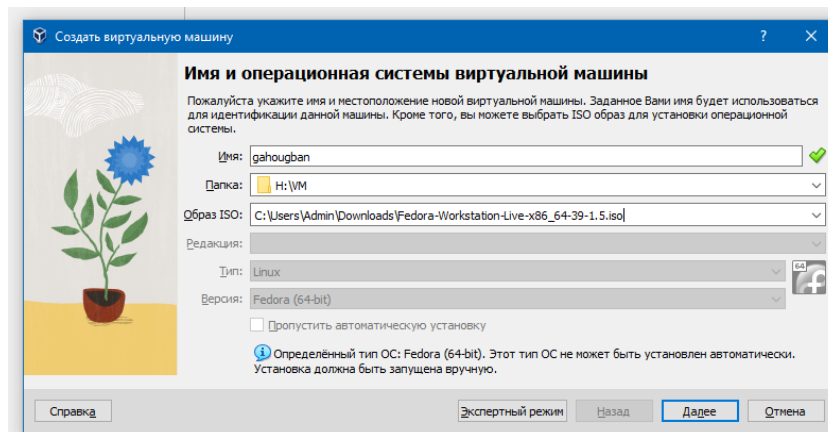 Создать виртуальную машину
Имя и операционная системы виртуальной машины
Пожалуйста укажите имя и местоположение новой виртуальной машины. Заданное Вами имя будет использоваться
для идентификации данной машины. Кроме того, вы можете выбрать ISO образ для установки операционной
системы.
Имя: gahougban
Папка: H:\VM
Образ ISO: C:\Users\Admin\Downloads\Fedora-Workstation-Live-x86_64-39-1.5.iso
Редакция:
Тип: Linux
64
Версия: Fedora (64-bit)
Пропустить автоматическую установку
Определённый тип ОС: Fedora (64-bit). Этот тип ОС не может быть установлен автоматически.
Установка должна быть запущена вручную.
Справка Экспертный режим Назад Далее Отмена